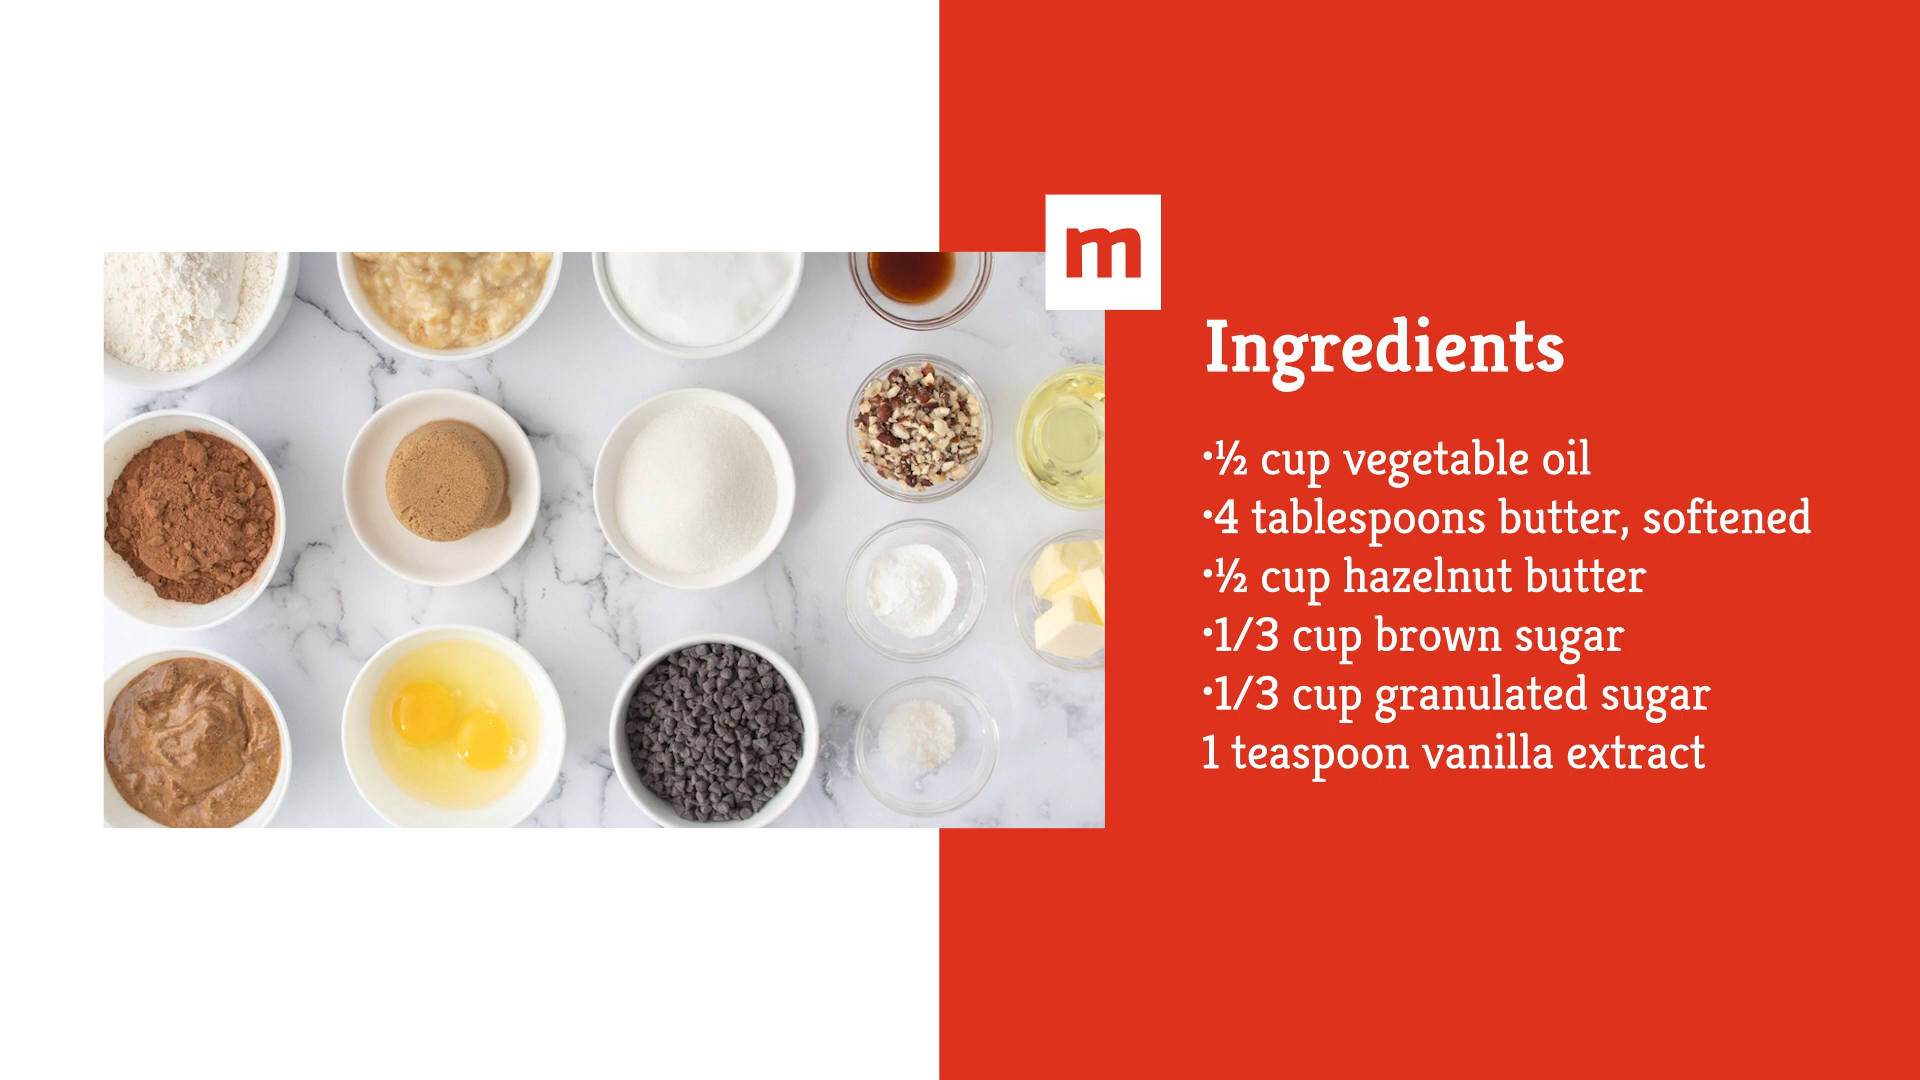 m
Ingredients
•½ cup vegetable oil
•4 tablespoons butter, softened
•½ cup hazelnut butter
•1/3 cup brown sugar
•1/3 cup granulated sugar
1 teaspoon vanilla extract